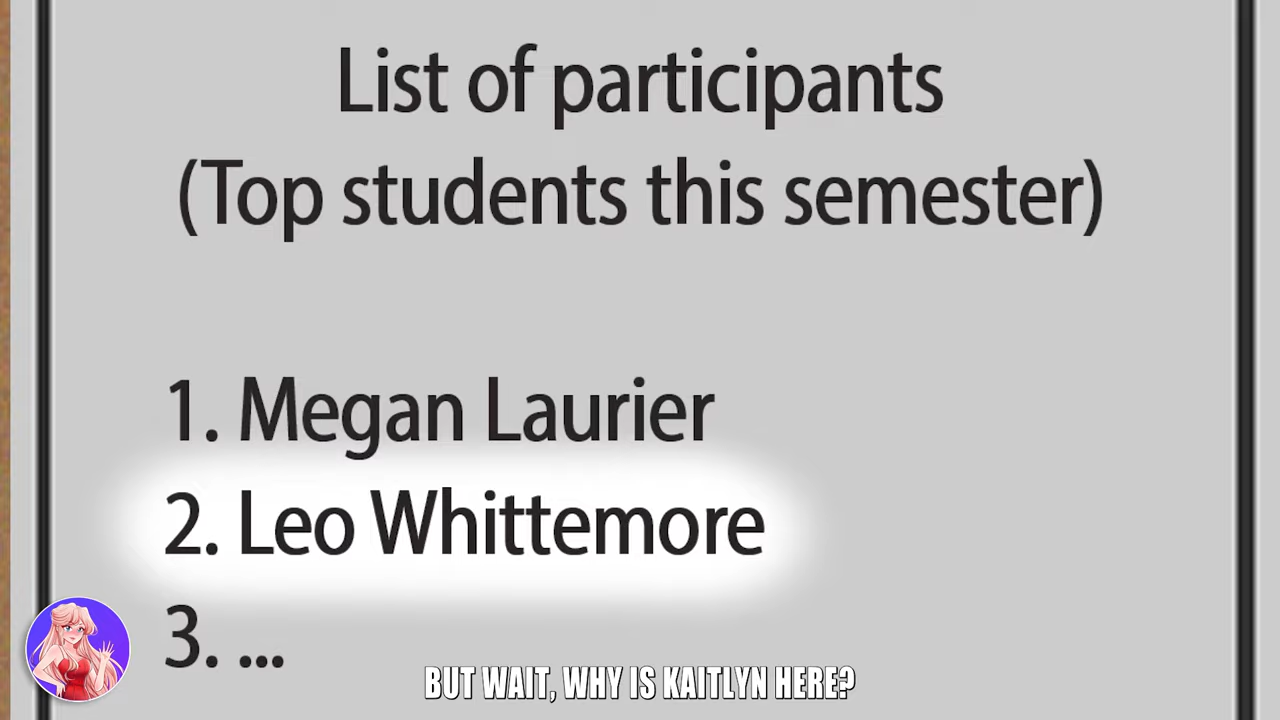 List of participants
(Top students this semester)
1. Megan Laurier
2. Leo Whittemore
3. ...
BUT WAIT, WHY IS KAITLYN HERE?